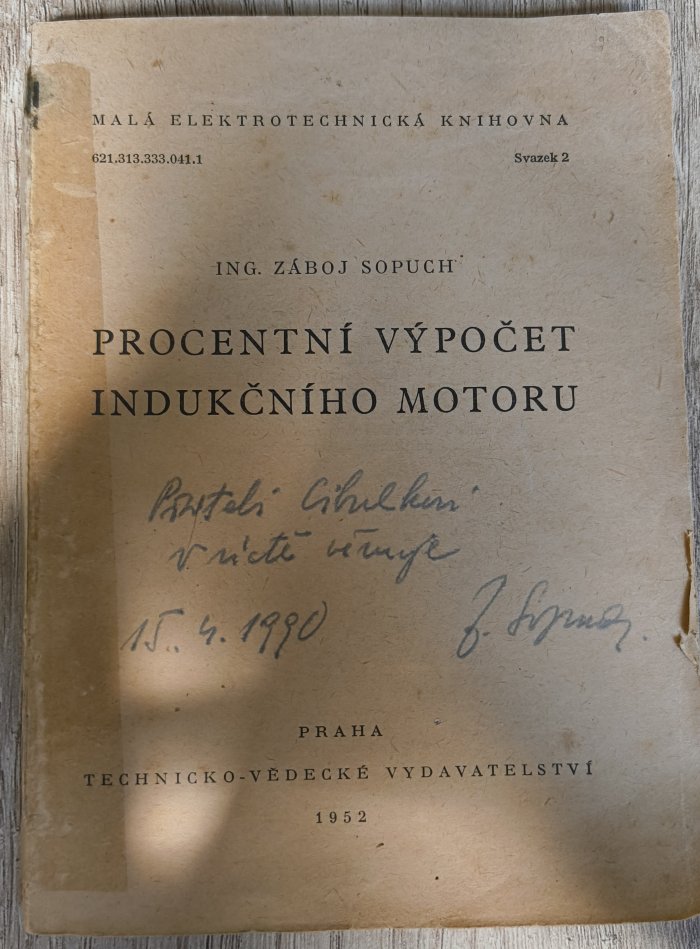 MALÁ ELEKTROTECHNICKÁ KNIHOVNA
621.313.333.041.1 Svazek 2
ING. ZÁBOJ SOPUCH
PROCENTNÍ VÝPOČET
INDUKČNÍHO MOTORU
Příteli Cibulkovi
v úctě věnuje
15. 4. 1990 Z. Sopuch.
PRAHA
TECHNICKO-VĚDECKÉ VYDAVATELSTVÍ
1952